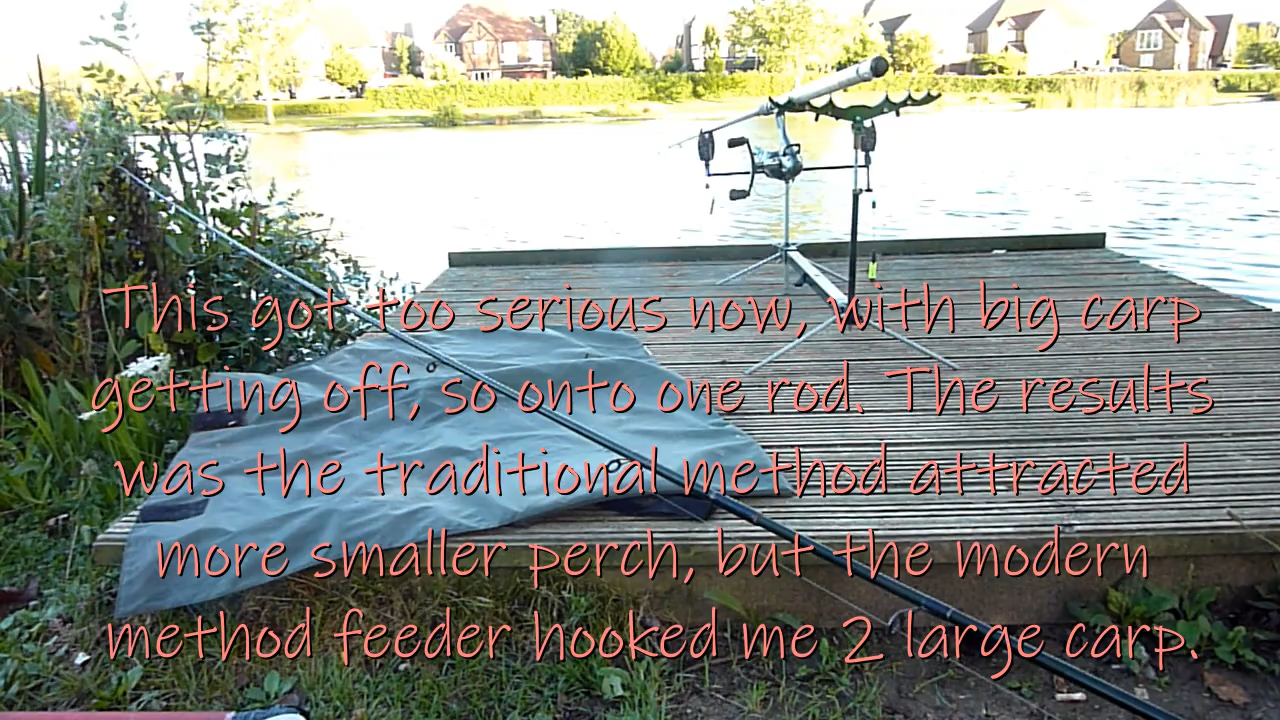 This got too serious now, with big carp
getting off, so onto one rod. The results
was the traditional method attracted
more smaller perch, but the modern
method feeder hooked me 2 large carp.